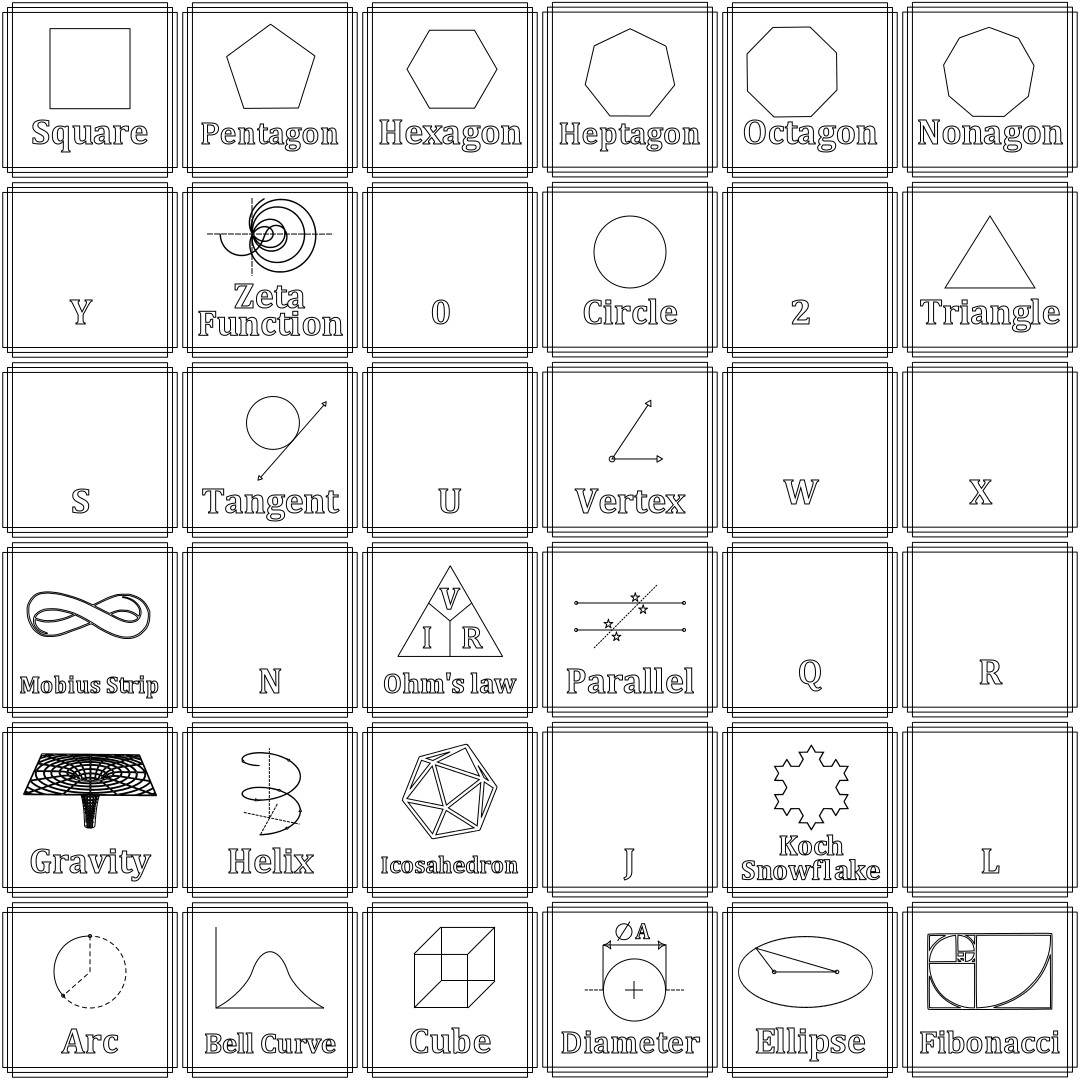 Square
Pentagon
Hexagon
Heptagon
Octagon
Nonagon
Y
Zeta
Function
0
Circle
2
Triangle
S
Tangent
U
Vertex
W
X
Mobius Strip
N
V
I R
Ohm's law
Parallel
Q
R
Gravity
Helix
Icosahedron
J
Koch
Snowflake
L
Arc
Bell Curve
Cube
⌀A
Diameter
Ellipse
Fibonacci